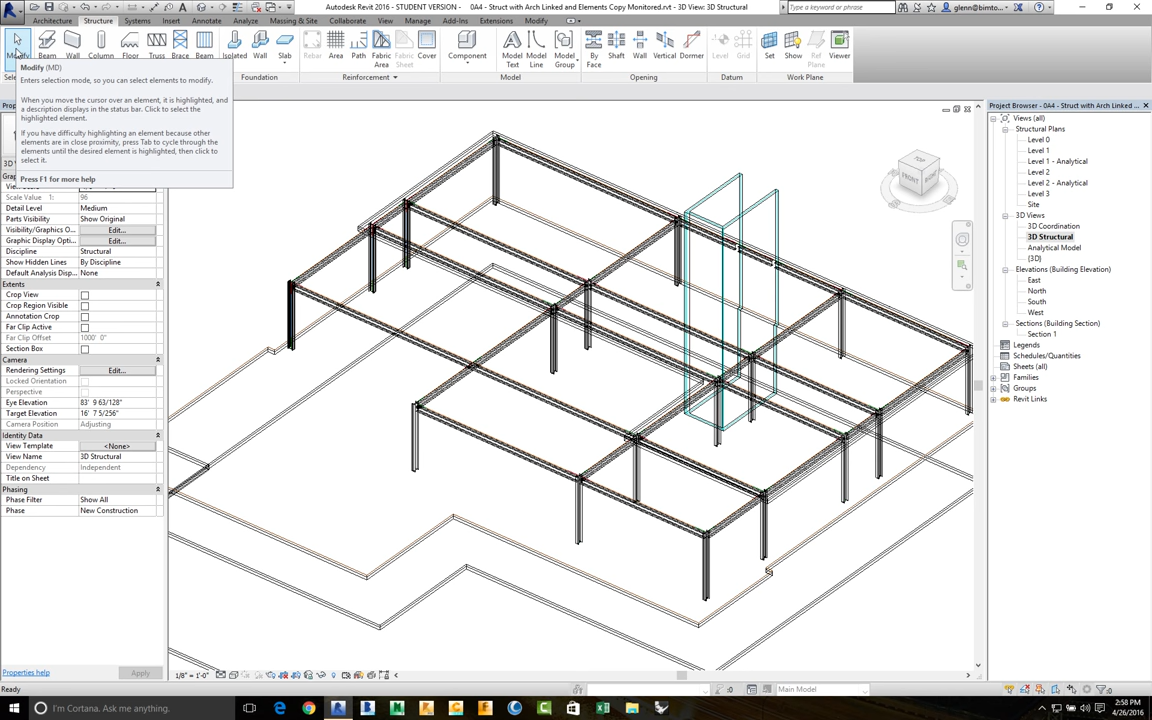 Autodesk Revit 2016 - STUDENT VERSION - 0A4 - Struct with Arch Linked and Elements Copy Monitored.rvt - 3D View: 3D Structural
Type a keyword or phrase
glenn@bimto...
Architecture Structure Systems Insert Annotate Analyze Massing & Site Collaborate View Manage Add-Ins Extensions Modify
Modify Beam Wall Column Floor Truss Brace Beam Isolated Wall Slab Rebar Area Path Fabric Area Fabric Sheet Cover Component Model Text Model Line Model Group By Face Shaft Wall Vertical Dormer Level Grid Set Show Ref Plane Viewer
Foundation Reinforcement Model Opening Datum Work Plane
Modify (MD)
Enters selection mode, so you can select elements to modify.
When you move the cursor over an element, it is highlighted, and
a description displays in the status bar. Click to select the
highlighted element.
If you have difficulty highlighting an element because other
elements are in close proximity, press Tab to cycle through the
elements until the desired element is highlighted, then click to
select it.
Press F1 for more help
Scale Value 1: 96
Detail Level Medium
Parts Visibility Show Original
Visibility/Graphics O... Edit...
Graphic Display Opti... Edit...
Discipline Structural
Show Hidden Lines By Discipline
Default Analysis Disp... None
Extents
Crop View
Crop Region Visible
Annotation Crop
Far Clip Active
Far Clip Offset 1000' 0"
Section Box
Camera
Rendering Settings Edit...
Locked Orientation
Perspective
Eye Elevation 83' 9 63/128"
Target Elevation 16' 7 5/256"
Camera Position Adjusting
Identity Data
View Template <None>
View Name 3D Structural
Dependency Independent
Title on Sheet
Phasing
Phase Filter Show All
Phase New Construction
Properties help Apply
TOP
FRONT RIGHT
Project Browser - 0A4 - Struct with Arch Linked ...
Views (all)
Structural Plans
Level 0
Level 1
Level 1 - Analytical
Level 2
Level 2 - Analytical
Level 3
Site
3D Views
3D Coordination
3D Structural
Analytical Model
{3D}
Elevations (Building Elevation)
East
North
South
West
Sections (Building Section)
Section 1
Legends
Schedules/Quantities
Sheets (all)
Families
Groups
Revit Links
1/8" = 1'-0"
Ready
:0
Main Model
:0
I'm Cortana. Ask me anything.
2:58 PM
4/26/2016